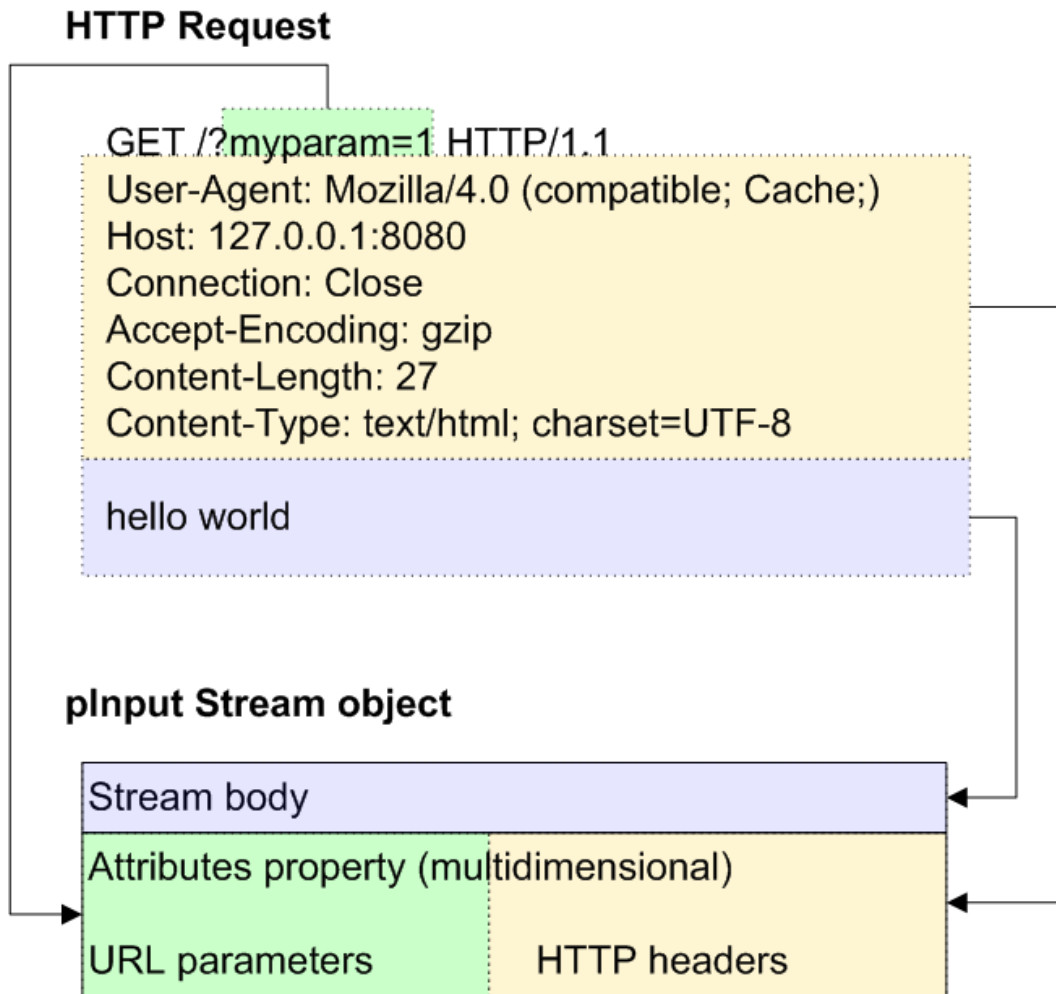 HTTP Request
GET /?myparam=1 HTTP/1.1
User-Agent: Mozilla/4.0 (compatible; Cache;)
Host: 127.0.0.1:8080
Connection: Close
Accept-Encoding: gzip
Content-Length: 27
Content-Type: text/html; charset=UTF-8
hello world
pInput Stream object
Stream body
Attributes property (multidimensional)
URL parameters HTTP headers